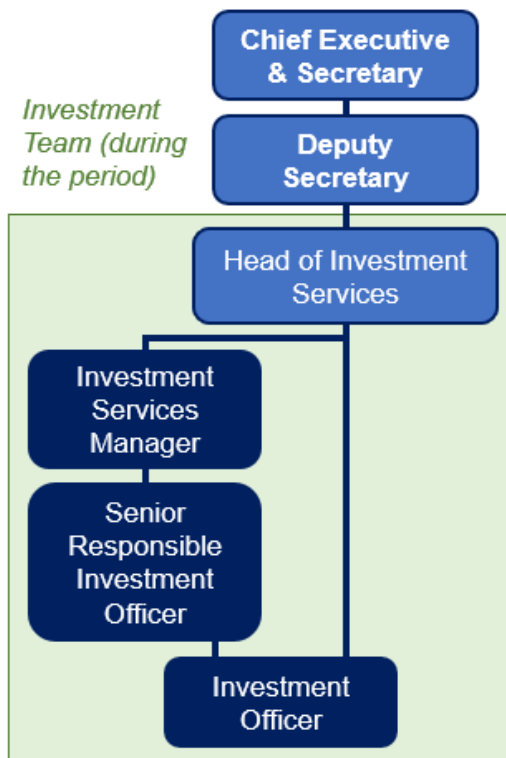 Chief Executive
& Secretary
Investment
Team (during
the period)
Deputy
Secretary
Head of Investment
Services
Investment
Services
Manager
Senior
Responsible
Investment
Officer
Investment
Officer